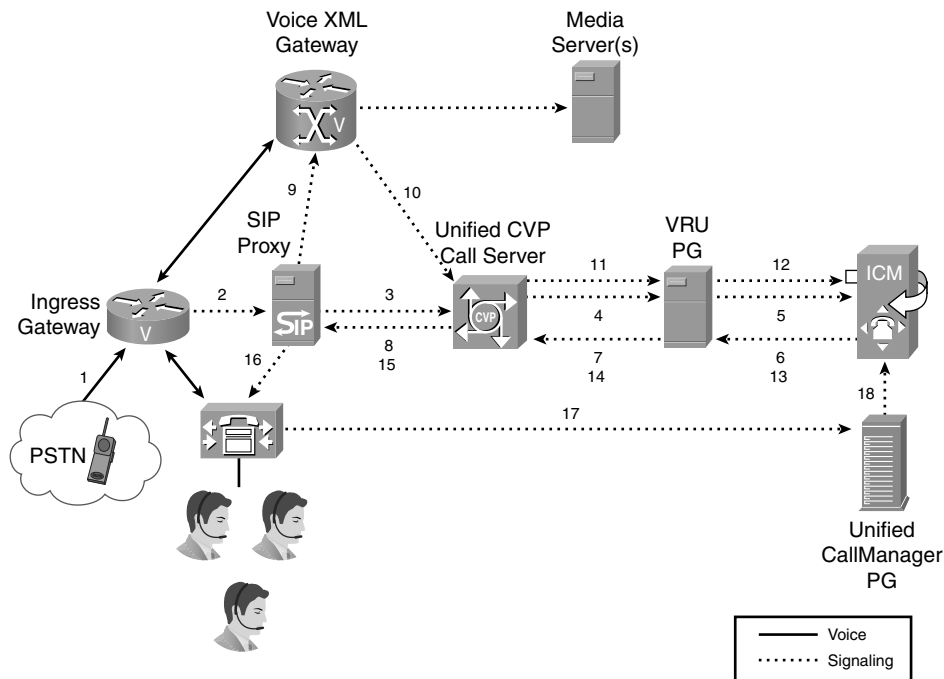 Voice XML
Gateway
Media
Server(s)
V
9
10
SIP
Proxy
Unified CVP
Call Server
VRU
PG
Ingress
Gateway
2
3
11
12
ICM
V
SIP
CVP
4
5
8
15
7
14
6
13
1
16
18
PSTN
17
Unified
CallManager
PG
Voice
Signaling